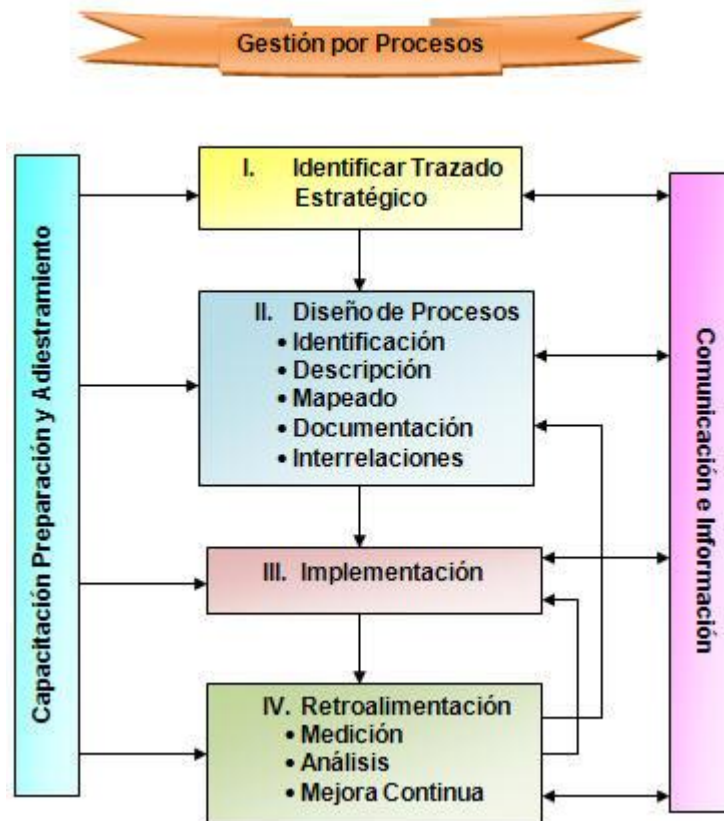 Gestión por Procesos
Capacitación Preparación y Adiestramiento
I. Identificar Trazado
Estratégico
II. Diseño de Procesos
• Identificación
• Descripción
• Mapeado
• Documentación
• Interrelaciones
III. Implementación
IV. Retroalimentación
• Medición
• Análisis
• Mejora Continua
Comunicación e Información